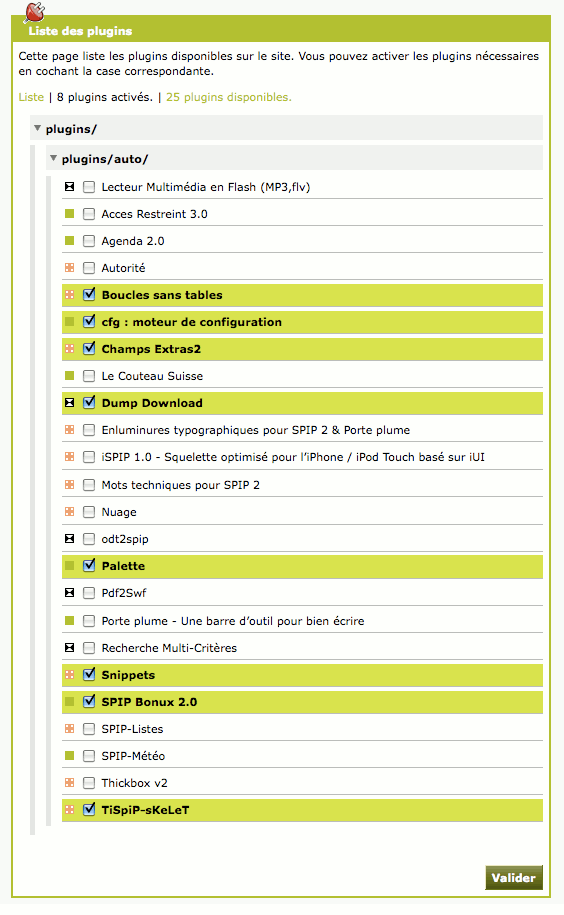 Liste des plugins
Cette page liste les plugins disponibles sur le site. Vous pouvez activer les plugins nécessaires
en cochant la case correspondante.
Liste | 8 plugins activés. | 25 plugins disponibles.
plugins/
plugins/auto/
Lecteur Multimédia en Flash (MP3,flv)
Acces Restreint 3.0
Agenda 2.0
Autorité
Boucles sans tables
cfg : moteur de configuration
Champs Extras2
Le Couteau Suisse
Dump Download
Enluminures typographiques pour SPIP 2 & Porte plume
iSPIP 1.0 - Squelette optimisé pour l'iPhone / iPod Touch basé sur iUI
Mots techniques pour SPIP 2
Nuage
odt2spip
Palette
Pdf2Swf
Porte plume - Une barre d'outil pour bien écrire
Recherche Multi-Critères
Snippets
SPIP Bonux 2.0
SPIP-Listes
SPIP-Météo
Thickbox v2
TiSpiP-sKeLeT
Valider